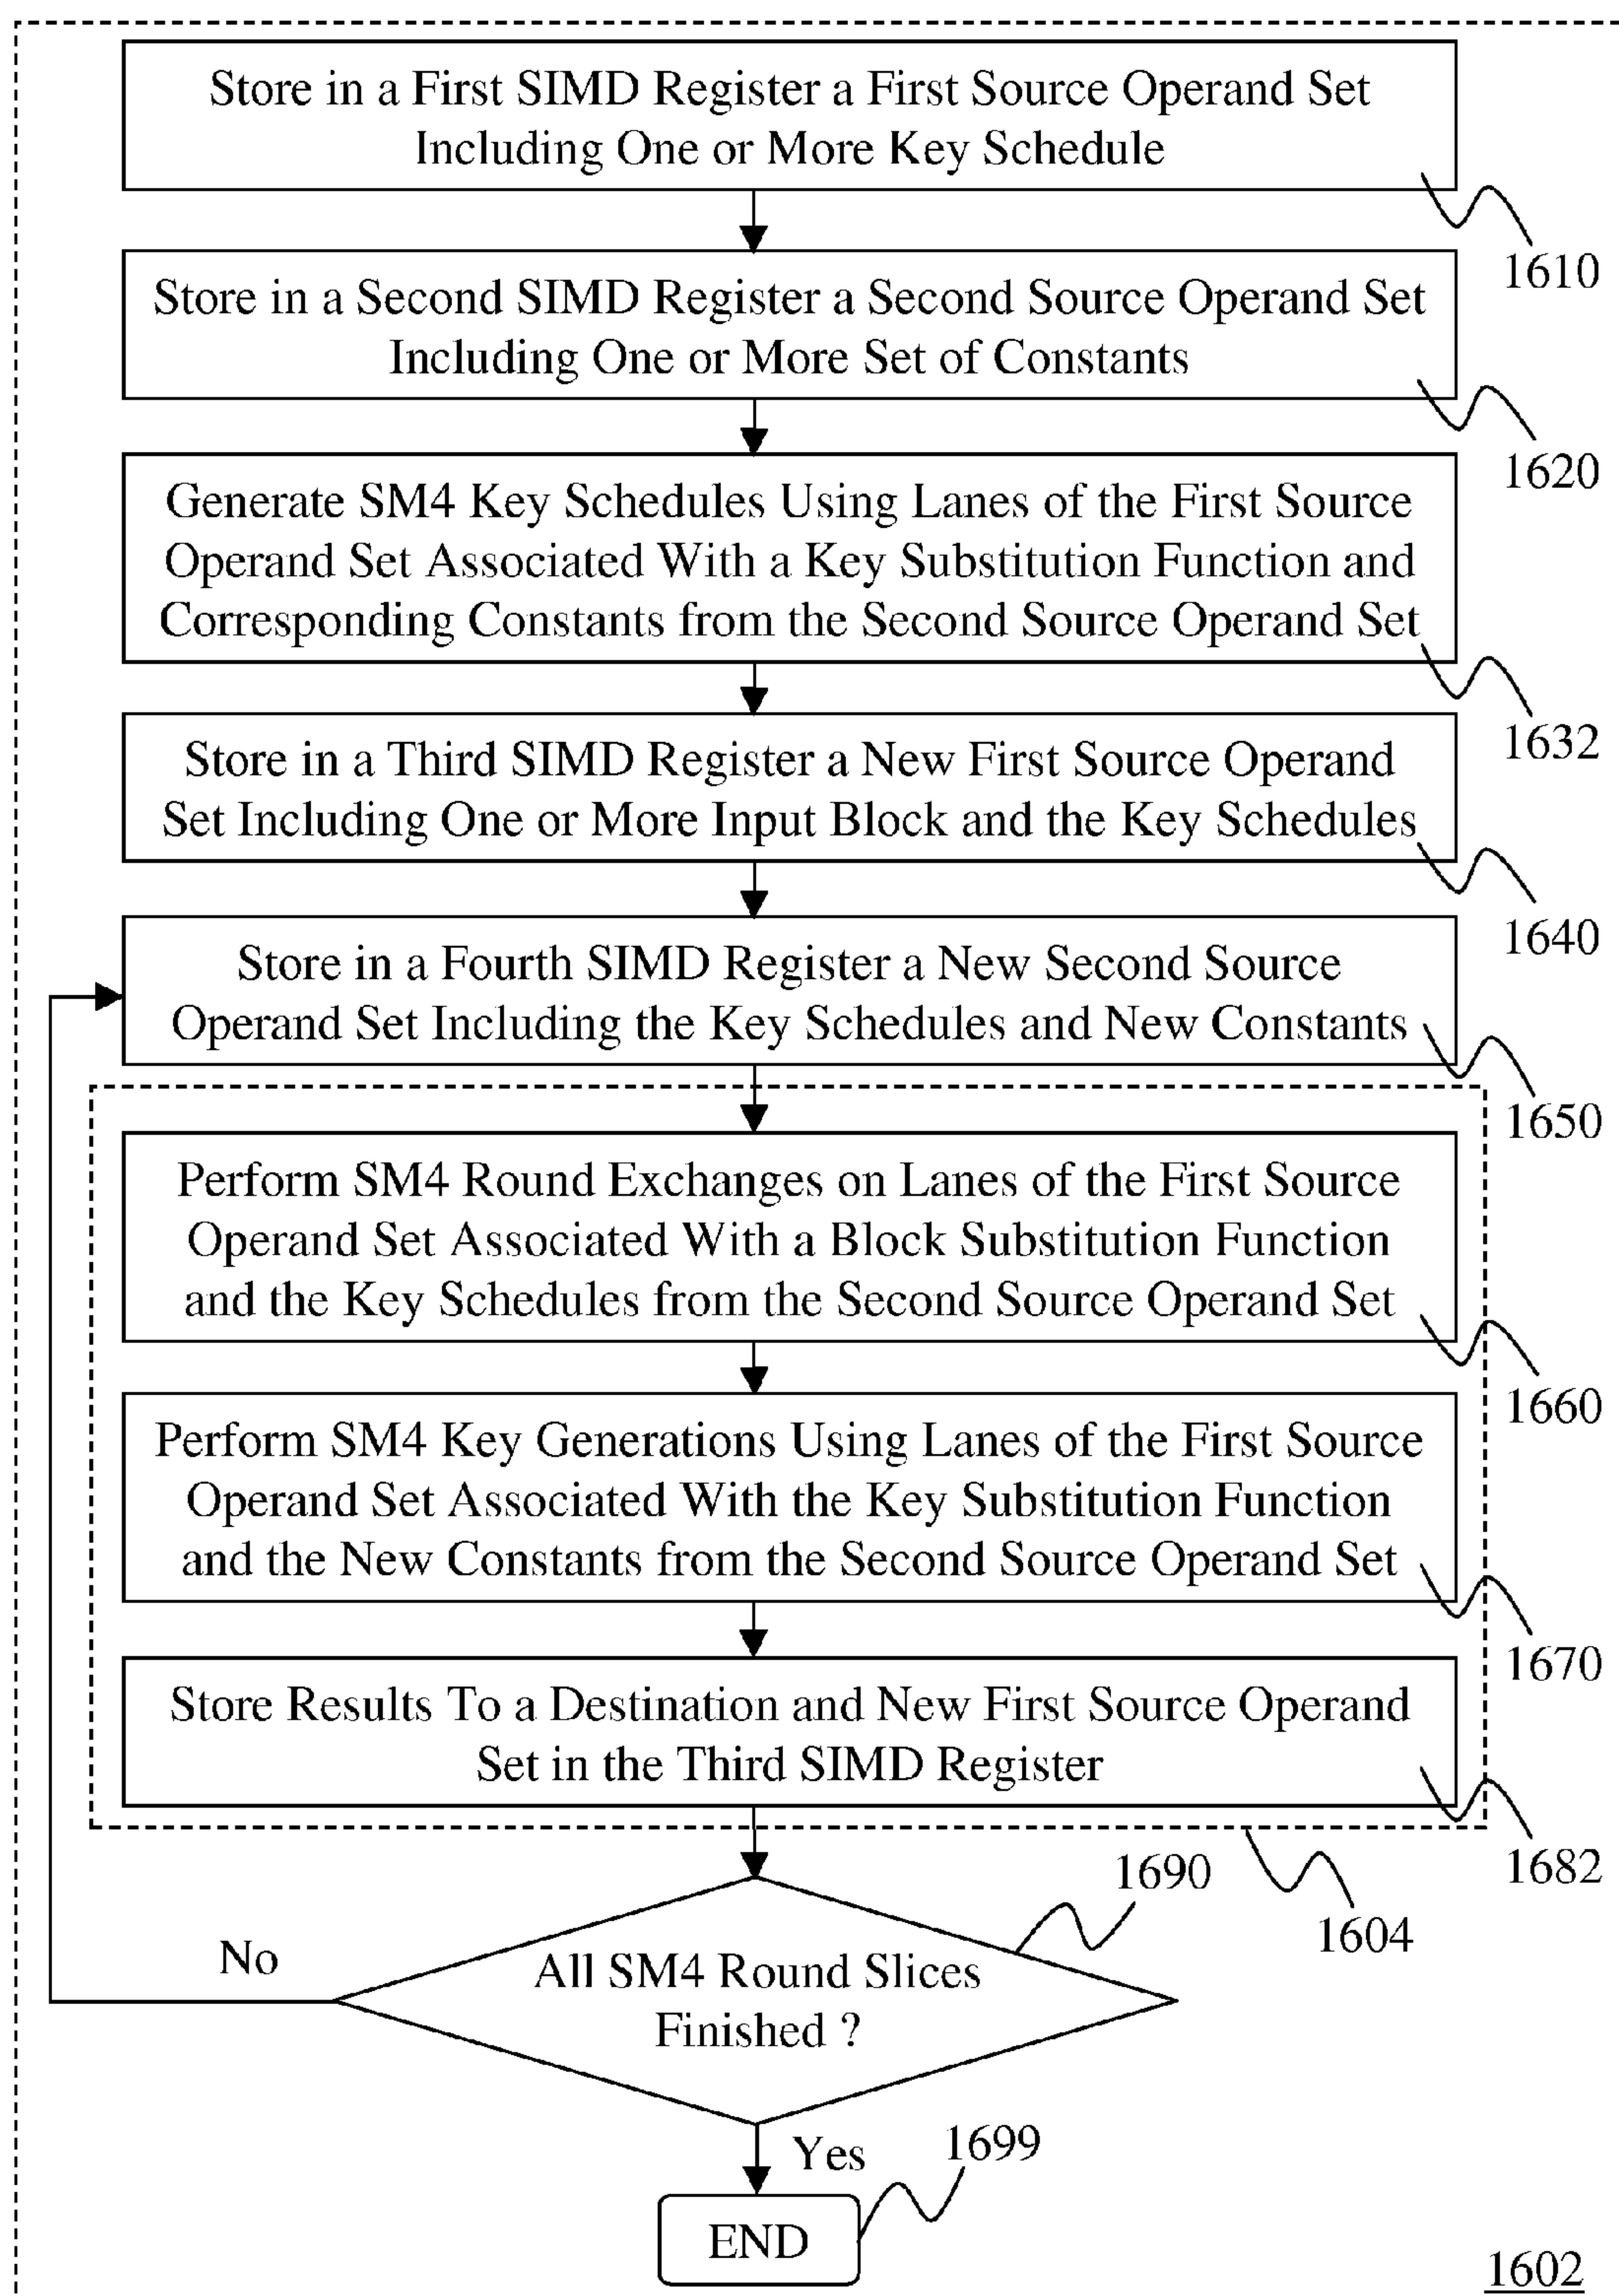 Store in a First SIMD Register a First Source Operand Set
Including One or More Key Schedule
1610
Store in a Second SIMD Register a Second Source Operand Set
Including One or More Set of Constants
1620
Generate SM4 Key Schedules Using Lanes of the First Source
Operand Set Associated With a Key Substitution Function and
Corresponding Constants from the Second Source Operand Set
1632
Store in a Third SIMD Register a New First Source Operand
Set Including One or More Input Block and the Key Schedules
1640
Store in a Fourth SIMD Register a New Second Source
Operand Set Including the Key Schedules and New Constants
1650
Perform SM4 Round Exchanges on Lanes of the First Source
Operand Set Associated With a Block Substitution Function
and the Key Schedules from the Second Source Operand Set
1660
Perform SM4 Key Generations Using Lanes of the First Source
Operand Set Associated With the Key Substitution Function
and the New Constants from the Second Source Operand Set
1670
Store Results To a Destination and New First Source Operand
Set in the Third SIMD Register
1682
1604
1690
All SM4 Round Slices
Finished ?
No
Yes
1699
END
1602